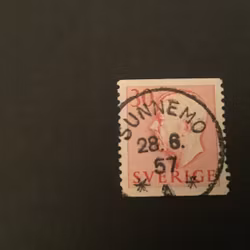 30
SUNNEMO
28.6.
57
SVERIGE
* *